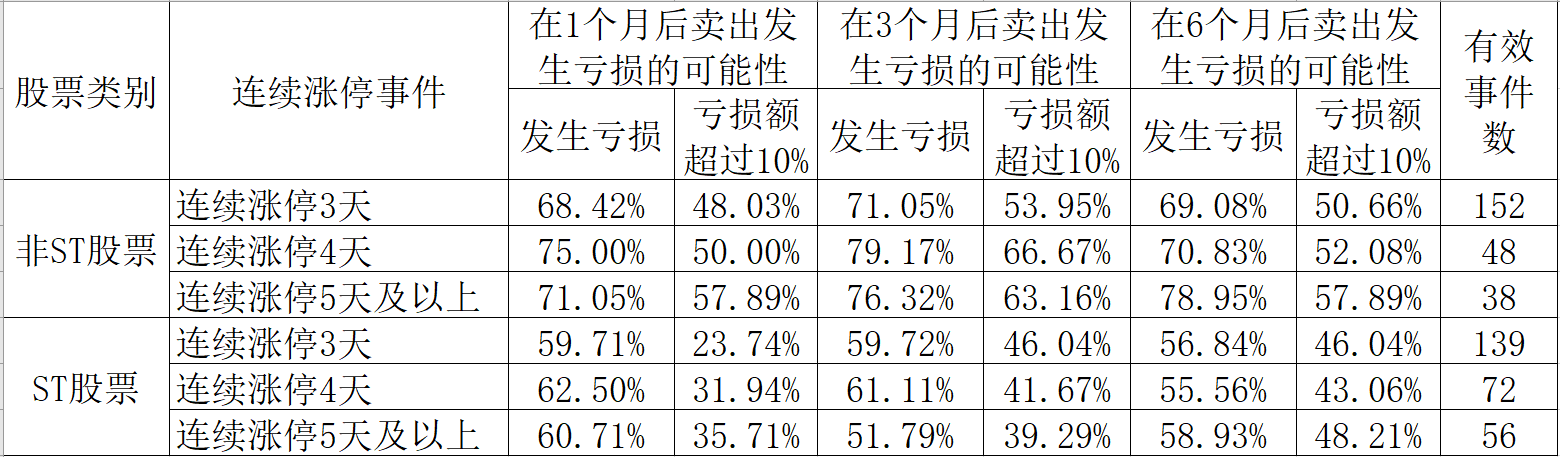 股票类别
连续涨停事件
在1个月后卖出发
生亏损的可能性
在3个月后卖出发
生亏损的可能性
在6个月后卖出发
生亏损的可能性
有效
事件
数
发生亏损
亏损额
超过10%
发生亏损
亏损额
超过10%
发生亏损
亏损额
超过10%
非ST股票
连续涨停3天 68.42% 48.03% 71.05% 53.95% 69.08% 50.66% 152
连续涨停4天 75.00% 50.00% 79.17% 66.67% 70.83% 52.08% 48
连续涨停5天及以上 71.05% 57.89% 76.32% 63.16% 78.95% 57.89% 38
ST股票
连续涨停3天 59.71% 23.74% 59.72% 46.04% 56.84% 46.04% 139
连续涨停4天 62.50% 31.94% 61.11% 41.67% 55.56% 43.06% 72
连续涨停5天及以上 60.71% 35.71% 51.79% 39.29% 58.93% 48.21% 56